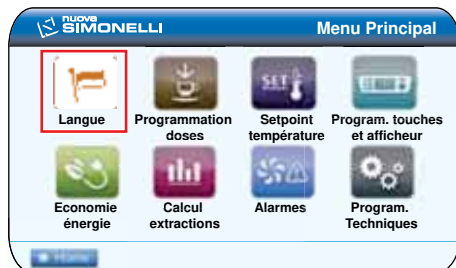 nuova
SIMONELLI
Menu Principal
SET
Langue
Programmation
doses
Setpoint
température
Program. touches
et afficheur
Economie
énergie
Calcul
extractions
Alarmes
Program.
Techniques
Home